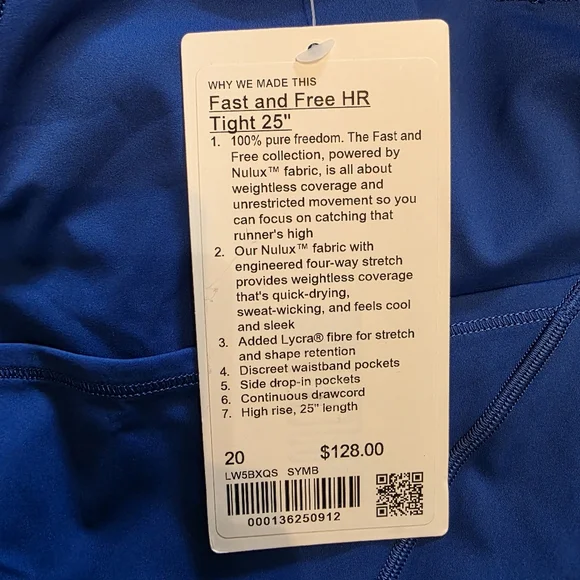 WHY WE MADE THIS
Fast and Free HR
Tight 25"
1. 100% pure freedom. The Fast and
Free collection, powered by
Nulux™ fabric, is all about
weightless coverage and
unrestricted movement so you
can focus on catching that
runner's high
2. Our Nulux™ fabric with
engineered four-way stretch
provides weightless coverage
that's quick-drying,
sweat-wicking, and feels cool
and sleek
3. Added Lycra® fibre for stretch
and shape retention
4. Discreet waistband pockets
5. Side drop-in pockets
6. Continuous drawcord
7. High rise, 25" length
20 $128.00
LW5BXQS SYMB
000136250912